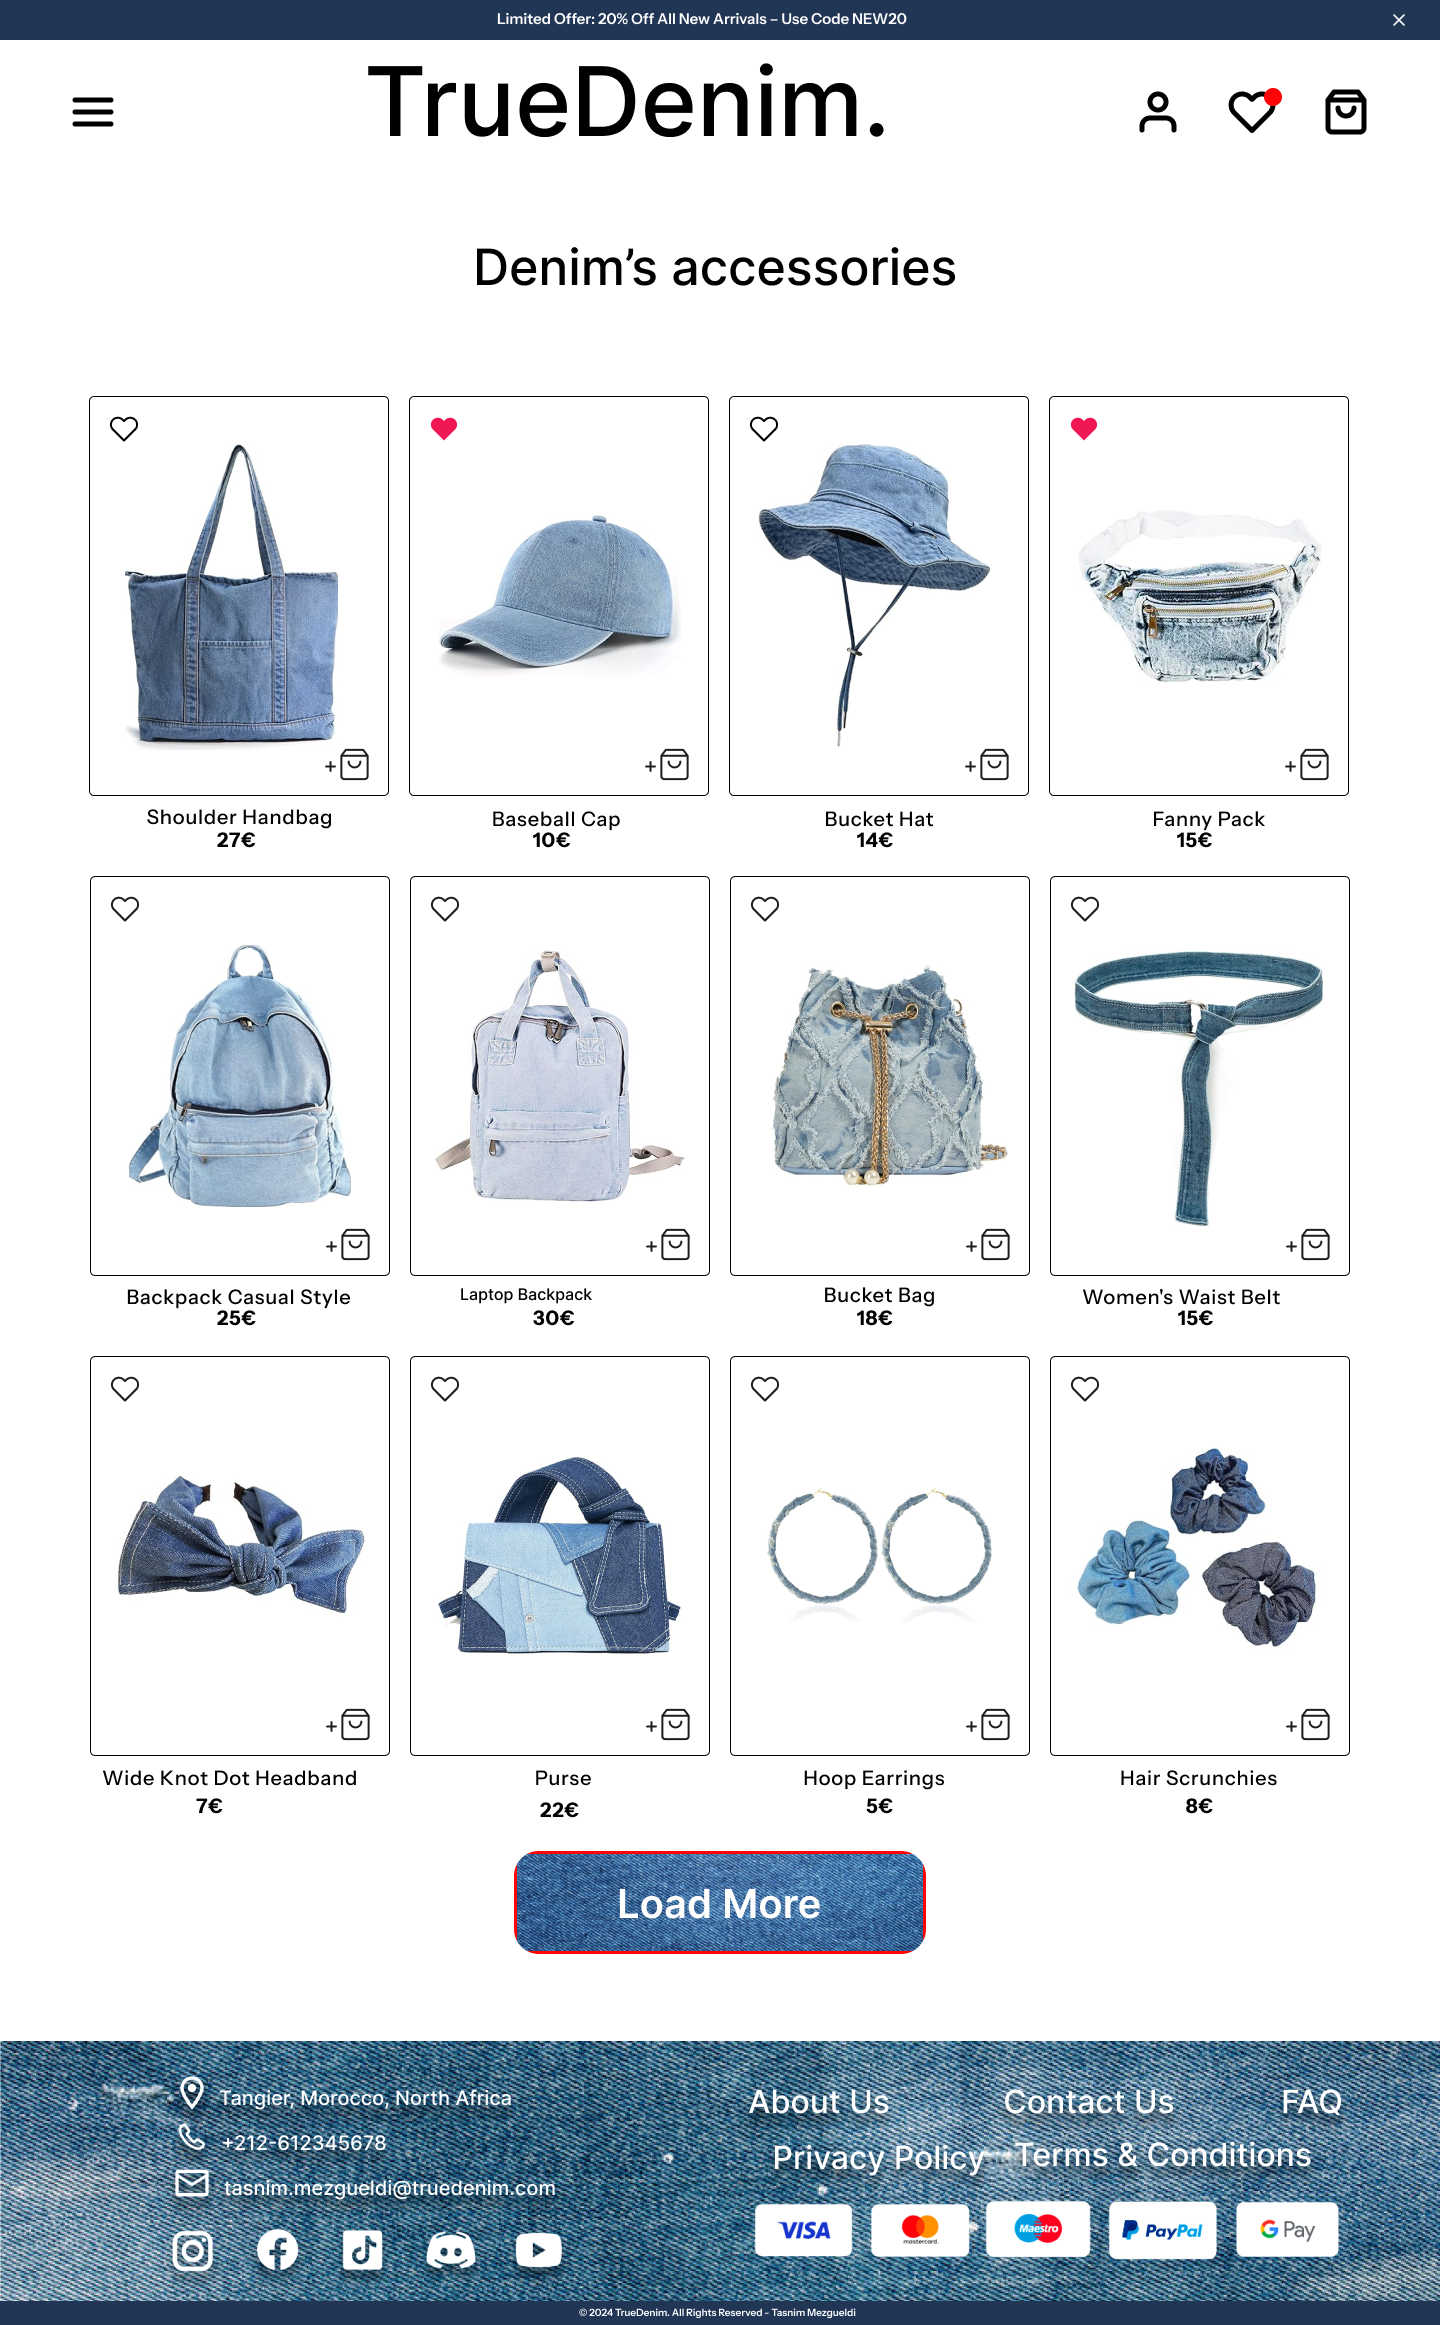 Limited Offer: 20% Off All New Arrivals – Use Code NEW20
TrueDenim.
Denim’s accessories
Shoulder Handbag
27€
Baseball Cap
10€
Bucket Hat
14€
Fanny Pack
15€
Backpack Casual Style
25€
Laptop Backpack
30€
Bucket Bag
18€
Women's Waist Belt
15€
Wide Knot Dot Headband
7€
Purse
22€
Hoop Earrings
5€
Hair Scrunchies
8€
Load More
Tangier, Morocco, North Africa
+212-612345678
tasnim.mezgueldi@truedenim.com
About Us
Contact Us
FAQ
Privacy Policy
Terms & Conditions
VISA
mastercard.
Maestro
PayPal
G Pay
© 2024 TrueDenim. All Rights Reserved - Tasnim Mezgueldi